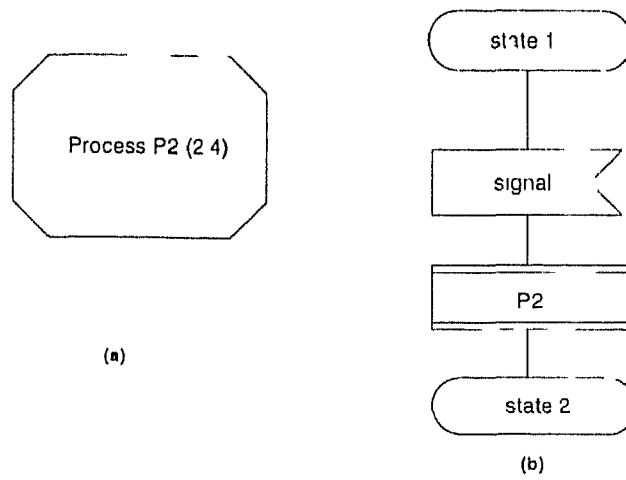 state 1
Process P2 (2 4)
signal
P2
(a)
state 2
(b)